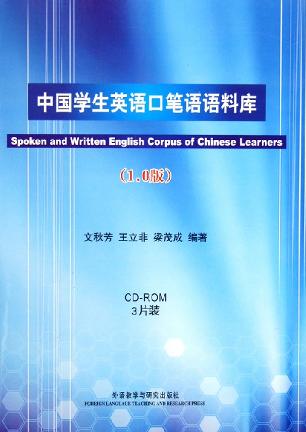 中国学生英语口笔语语料库
Spoken and Written English Corpus of Chinese Learners
(1.0版)
文秋芳 王立非 梁茂成 编著
CD-ROM
3片装
外语教学与研究出版社
FOREIGN LANGUAGE TEACHING AND RESEARCH PRESS